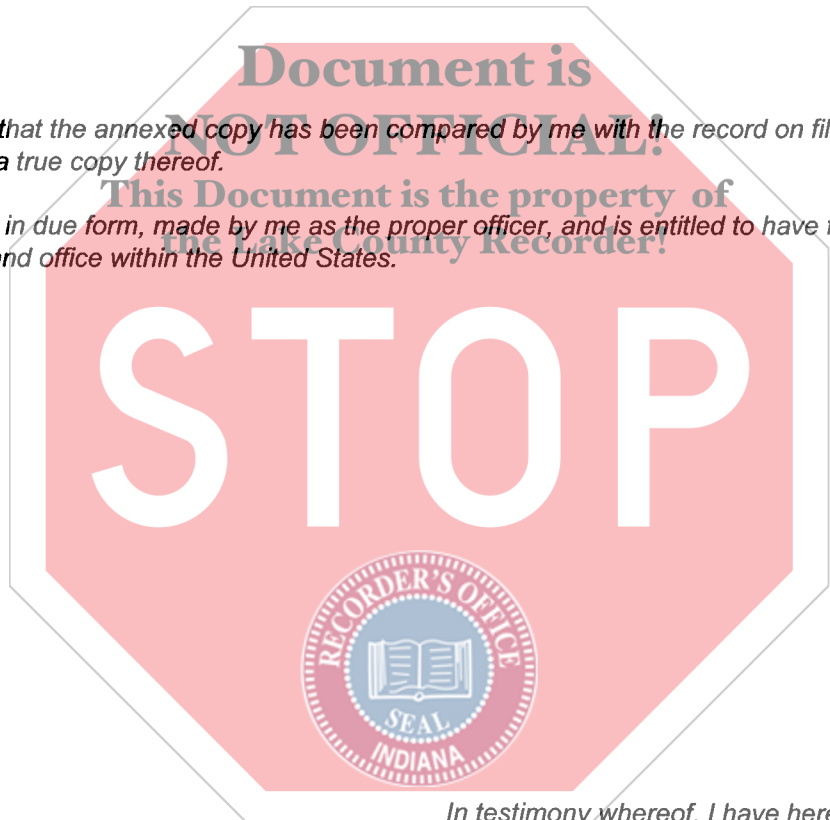 Document is
that the annexed copy has been compared by me with the record on fil
NOT OFFICIAL!
a true copy thereof.
This Document is the property of
in due form, made by me as the proper officer, and is entitled to have f
the Lake County Recorder!
nd office within the United States.
STOP
RECORDER'S OFFICE
SEAL
INDIANA
In testimony whereof, I have here